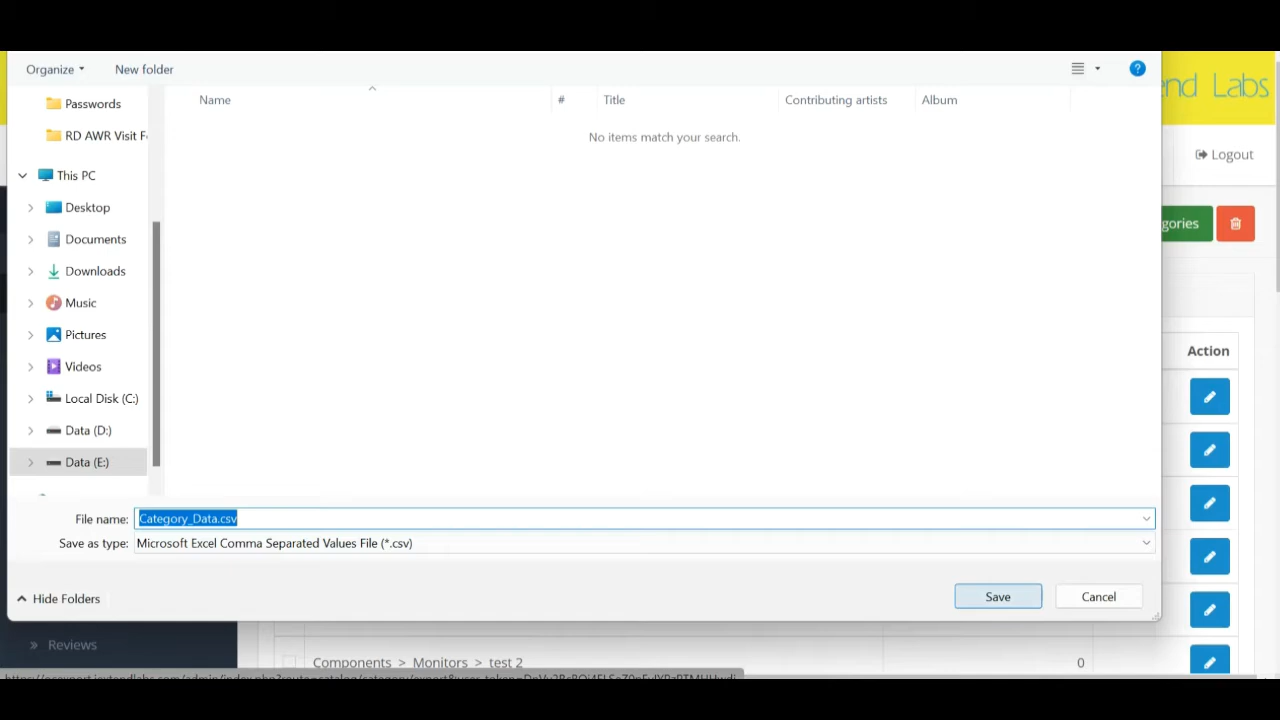 Organize
New folder
?
nd Labs
Passwords
RD AWR Visit F
Name
#
Title
Contributing artists
Album
No items match your search.
Logout
This PC
Desktop
gories
Documents
Downloads
Music
Pictures
Action
Videos
Local Disk (C:)
Data (D:)
Data (E:)
File name:
Category_Data.csv
Save as type:
Microsoft Excel Comma Separated Values File (*.csv)
Hide Folders
Save
Cancel
» Reviews
Components > Monitors > test 2
0